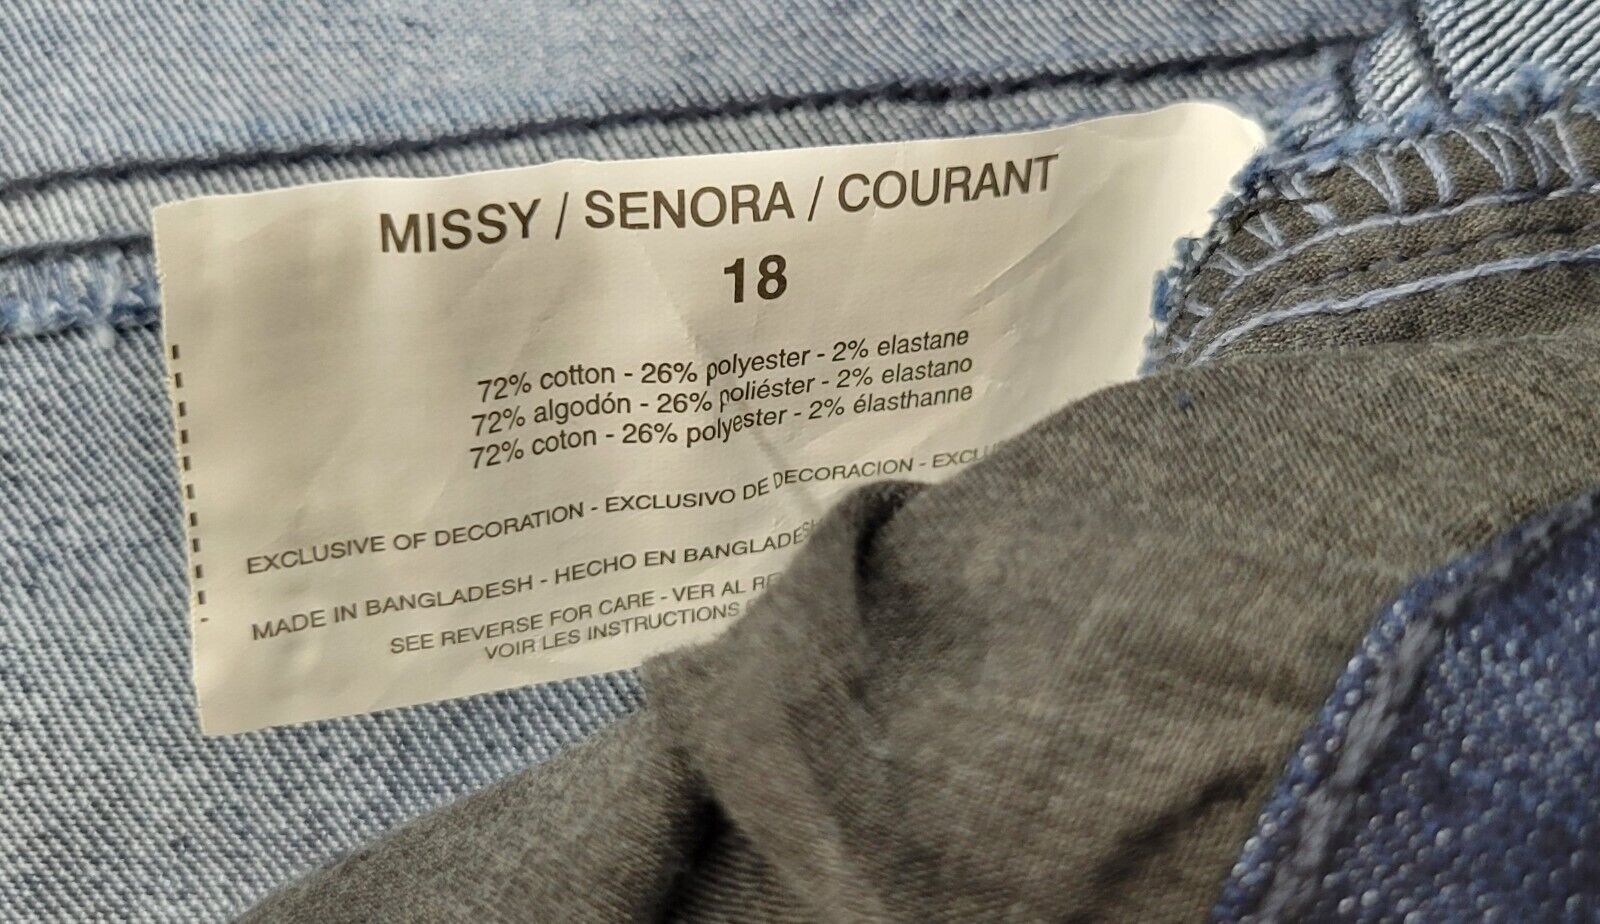 MISSY / SENORA / COURANT
18
72% cotton - 26% polyester - 2% elastane
72% algodón - 26% poliéster - 2% elastano
72% coton - 26% polyester - 2% élasthanne
EXCLUSIVE OF DECORATION - EXCLUSIVO DE DECORACION -
MADE IN BANGLADESH - HECHO EN
SEE REVERSE FOR CARE - VER AL
VOIR LES INSTRUCTIONS